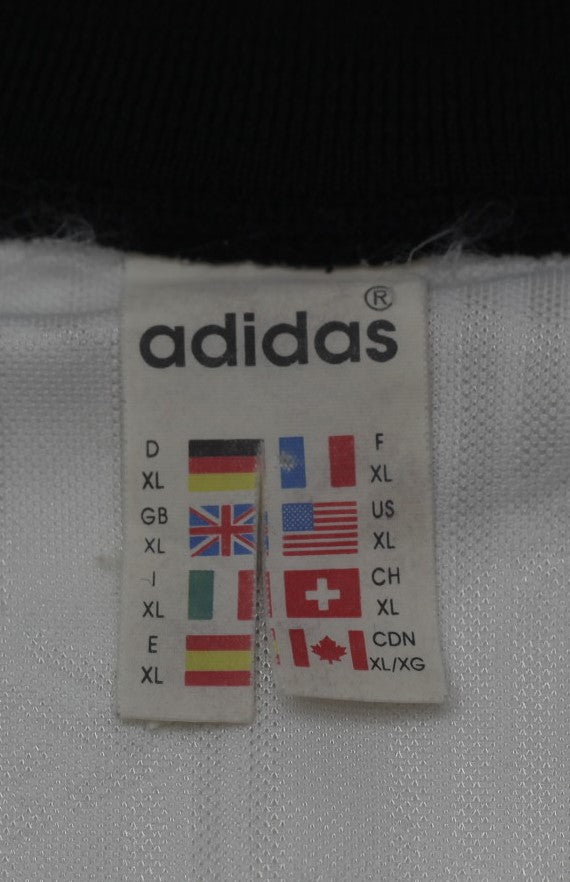 adidas®
D F
XL XL
GB US
XL XL
I CH
XL XL
E CDN
XL XL/XG